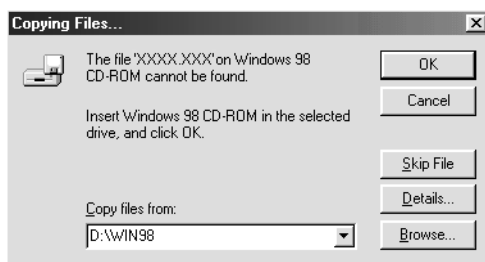 Copying Files...
The file 'XXXX.XXX'on Windows 98
CD-ROM cannot be found.
Insert Windows 98 CD-ROM in the selected
drive, and click OK.
Copy files from:
D:\WIN98
OK
Cancel
Skip File
Details...
Browse...